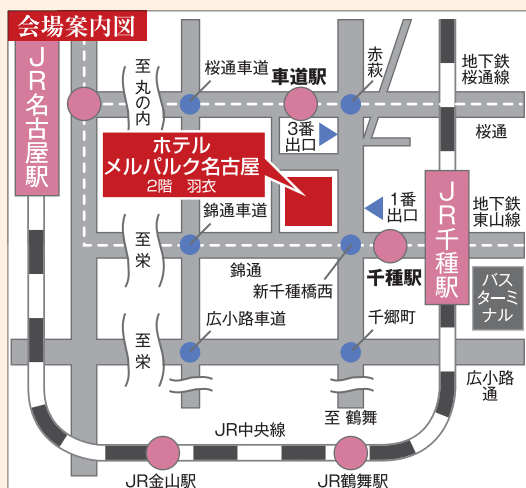 会場案内図
JR名古屋駅
至
丸の内
桜通車道
車道駅
赤萩
地下鉄
桜通線
桜通
3番
出口
ホテル
メルパルク名古屋
2階 羽衣
錦通車道
1番
出口
JR千種駅
地下鉄
東山線
至
栄
錦通
新千種橋西
千種駅
バス
ターミ
ナル
至
栄
広小路車道
千郷町
広小路
通
至 鶴舞
JR中央線
JR金山駅
JR鶴舞駅